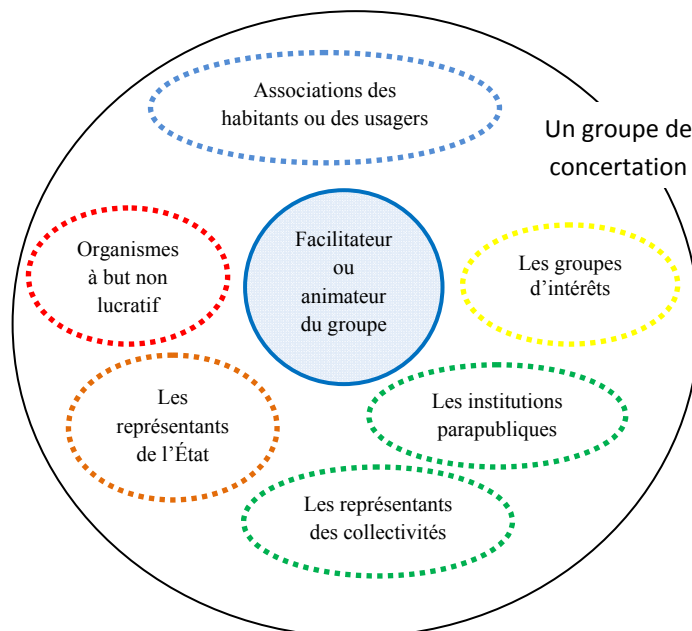 Associations des
habitants ou des usagers
Un groupe de
concertation
Facilitateur
ou
animateur
du groupe
Organismes
à but non
lucratif
Les groupes
d’intérêts
Les
représentants
de l’État
Les institutions
parapubliques
Les représentants
des collectivités